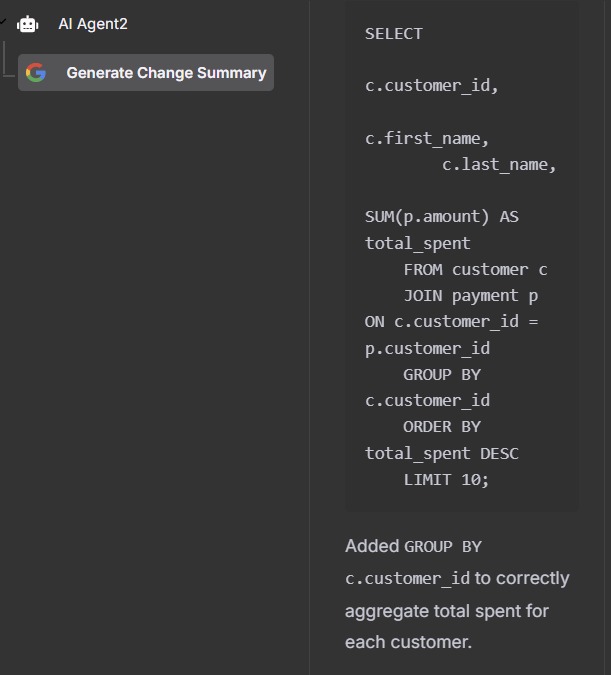 AI Agent2
Generate Change Summary
SELECT
c.customer_id,
c.first_name,
c.last_name,
SUM(p.amount) AS
total_spent
FROM customer c
JOIN payment p
ON c.customer_id =
p.customer_id
GROUP BY
c.customer_id
ORDER BY
total_spent DESC
LIMIT 10;
Added GROUP BY
c.customer_id to correctly
aggregate total spent for
each customer.